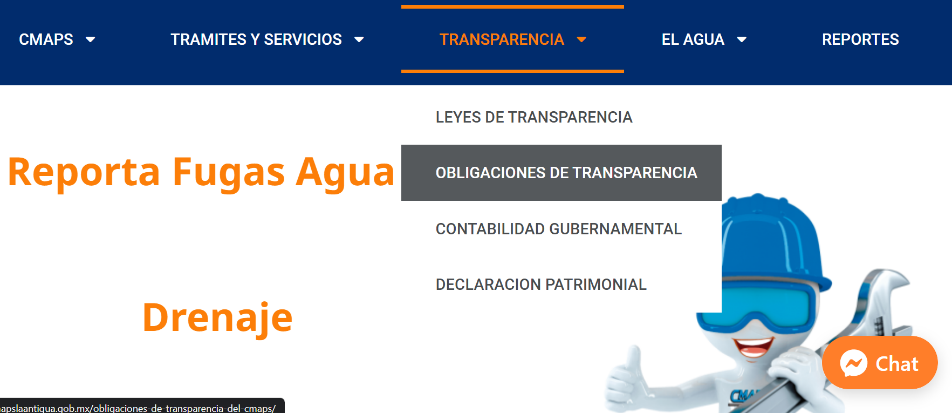 CMAPS
TRAMITES Y SERVICIOS
TRANSPARENCIA
EL AGUA
REPORTES
LEYES DE TRANSPARENCIA
OBLIGACIONES DE TRANSPARENCIA
CONTABILIDAD GUBERNAMENTAL
DECLARACION PATRIMONIAL
Reporta Fugas Agua
Drenaje
Chat
apslaantigua.gob.mx/obligaciones_de_transparencia_del_cmaps/